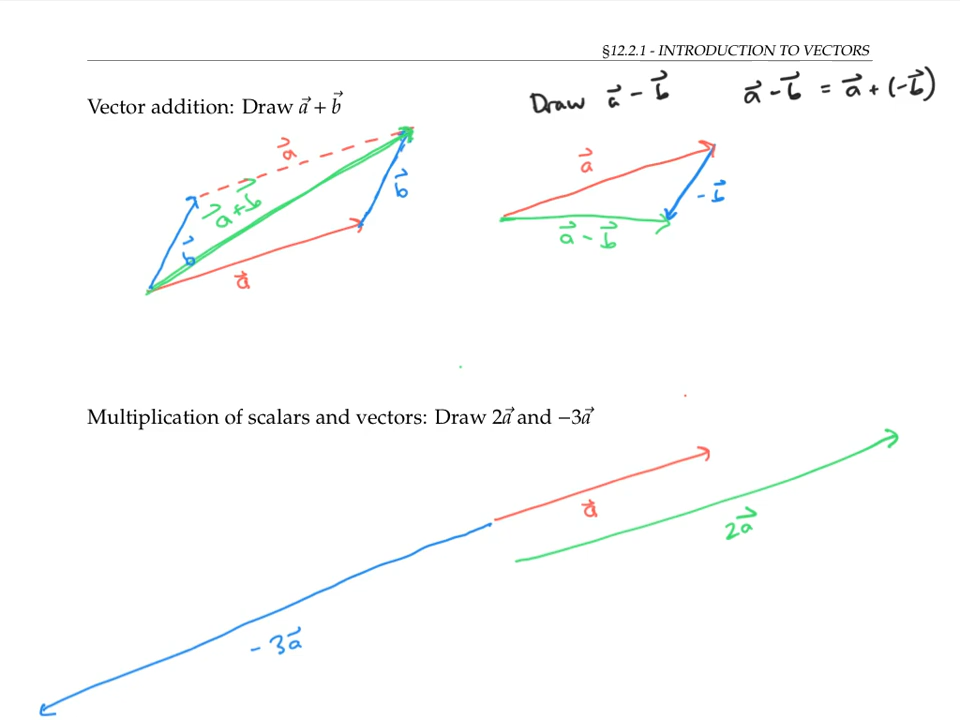 §12.2.1 - INTRODUCTION TO VECTORS
Vector addition: Draw a⃗ + b⃗
Draw a⃗ - b⃗
a⃗ - b⃗ = a⃗ + (-b⃗)
a⃗
a⃗ + b⃗
b⃗
b⃗
a⃗
a⃗
-b⃗
a⃗ - b⃗
Multiplication of scalars and vectors: Draw 2a⃗ and −3a⃗
a⃗
2a⃗
-3a⃗